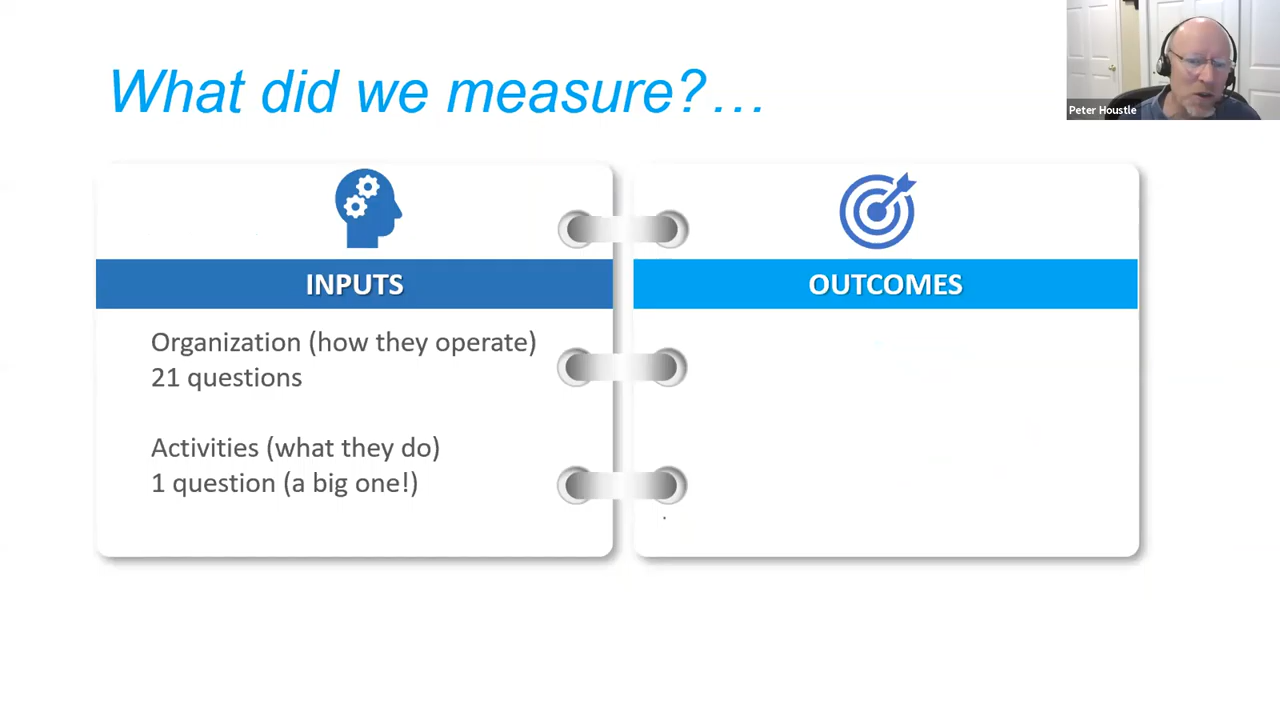 What did we measure?…
Peter Houstle
INPUTS
Organization (how they operate)
21 questions
Activities (what they do)
1 question (a big one!)
OUTCOMES